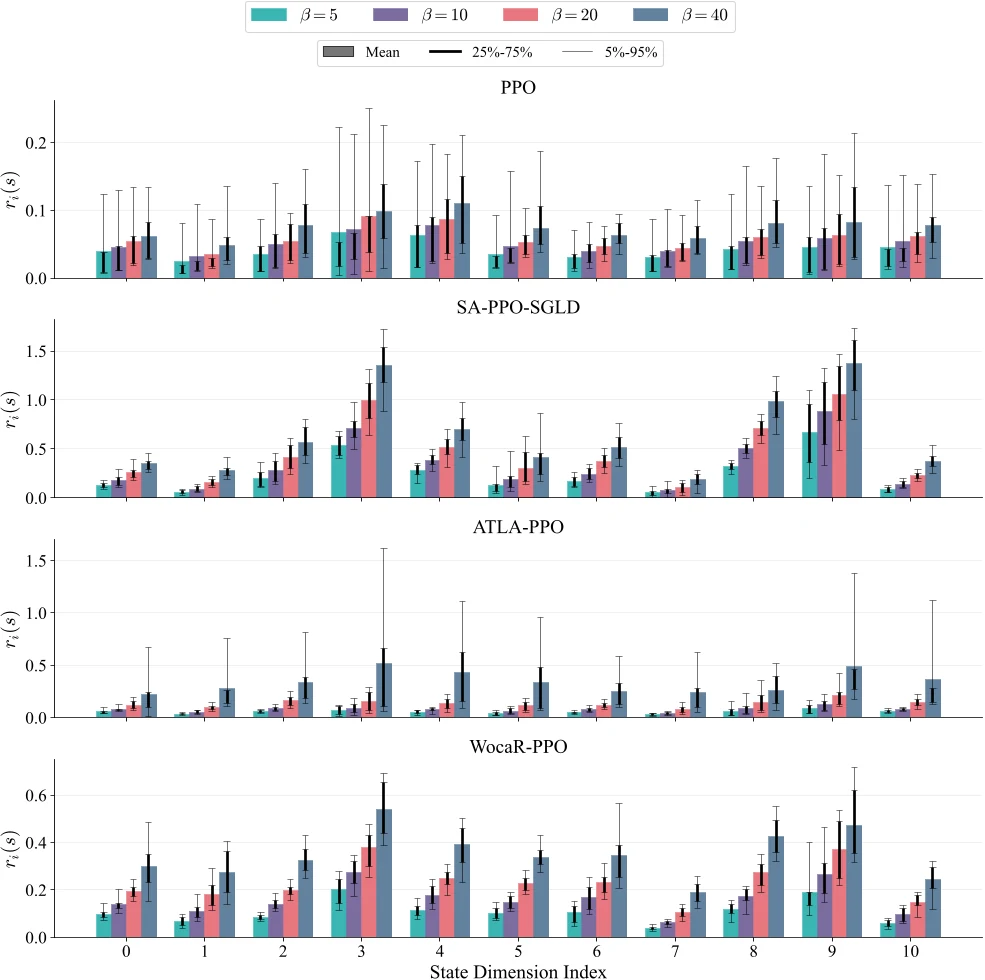 β = 5 β = 10 β = 20 β = 40
Mean 25%-75% 5%-95%
PPO
0.2
0.1
0.0
r_i(s)
SA-PPO-SGLD
1.5
1.0
0.5
0.0
r_i(s)
ATLA-PPO
1.5
1.0
0.5
0.0
r_i(s)
WocaR-PPO
0.6
0.4
0.2
0.0
r_i(s)
0 1 2 3 4 5 6 7 8 9 10
State Dimension Index